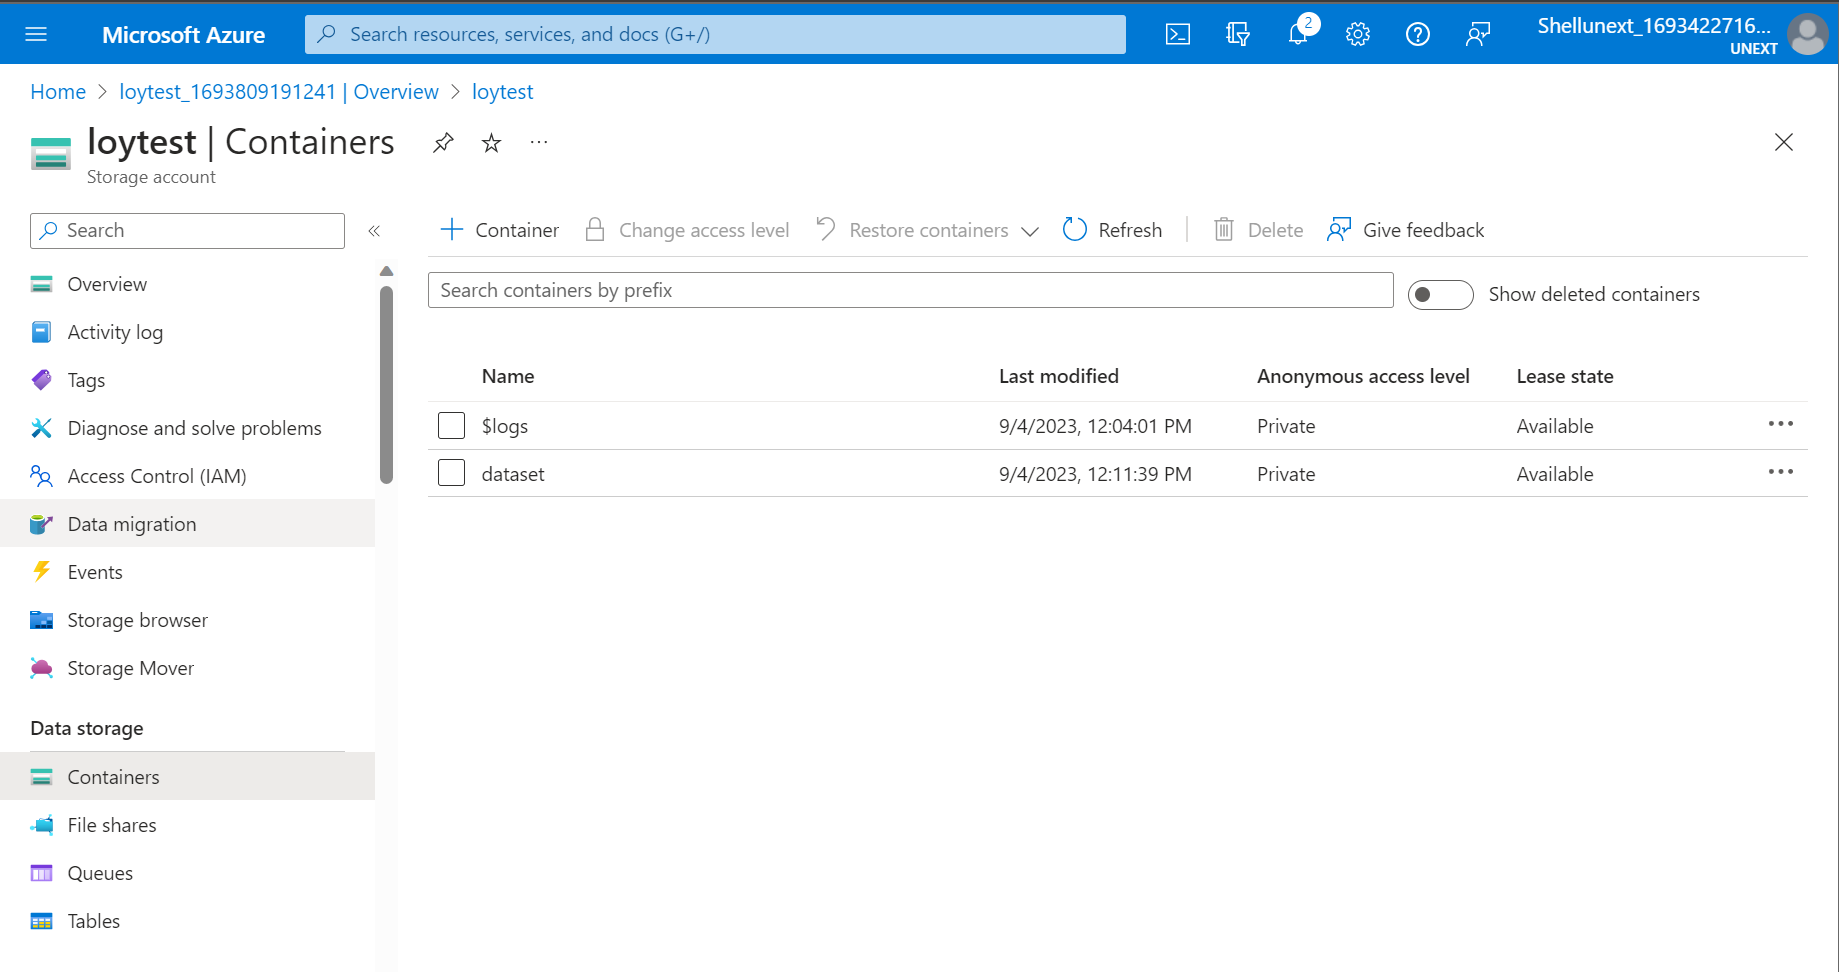 Microsoft Azure
Search resources, services, and docs (G+/)
2
Shellunext_1693422716...
UNEXT
Home > loytest_1693809191241 | Overview > loytest
loytest | Containers
Storage account
Search
Container
Change access level
Restore containers
Refresh
Delete
Give feedback
Search containers by prefix
Show deleted containers
Overview
Activity log
Tags
Diagnose and solve problems
Access Control (IAM)
Data migration
Events
Storage browser
Storage Mover
Data storage
Containers
File shares
Queues
Tables
Name Last modified Anonymous access level Lease state
$logs 9/4/2023, 12:04:01 PM Private Available
dataset 9/4/2023, 12:11:39 PM Private Available